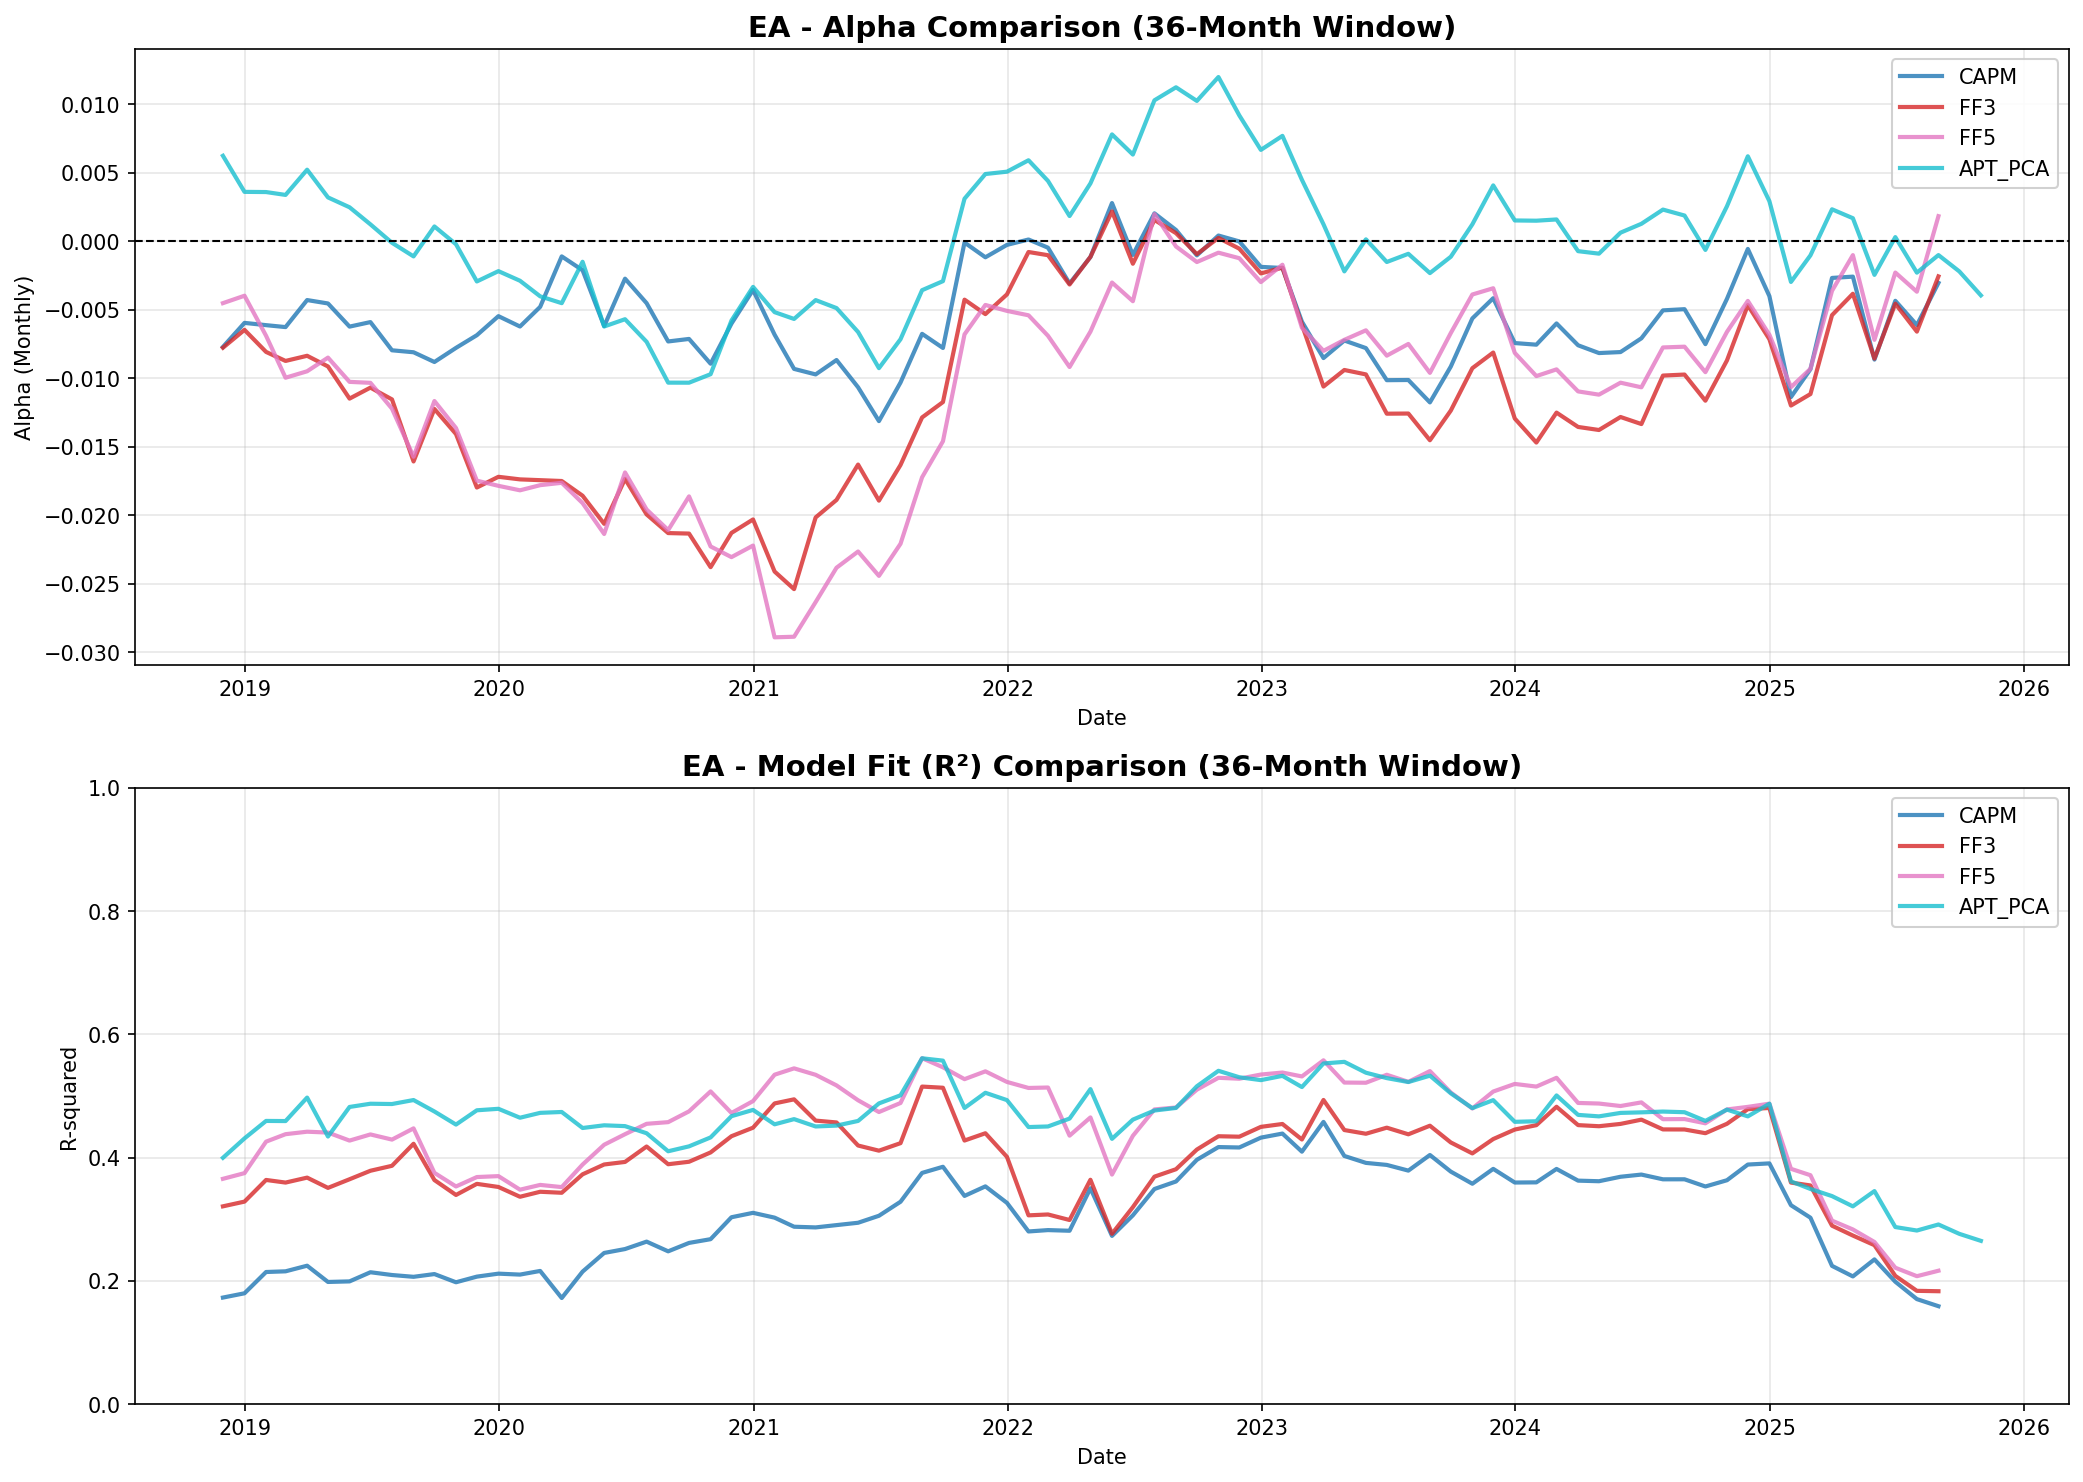 EA - Alpha Comparison (36-Month Window)
CAPM
FF3
FF5
APT_PCA
0.010
0.005
0.000
−0.005
−0.010
−0.015
−0.020
−0.025
−0.030
Alpha (Monthly)
2019 2020 2021 2022 2023 2024 2025 2026
Date
EA - Model Fit (R²) Comparison (36-Month Window)
CAPM
FF3
FF5
APT_PCA
1.0
0.8
0.6
0.4
0.2
0.0
R-squared
2019 2020 2021 2022 2023 2024 2025 2026
Date